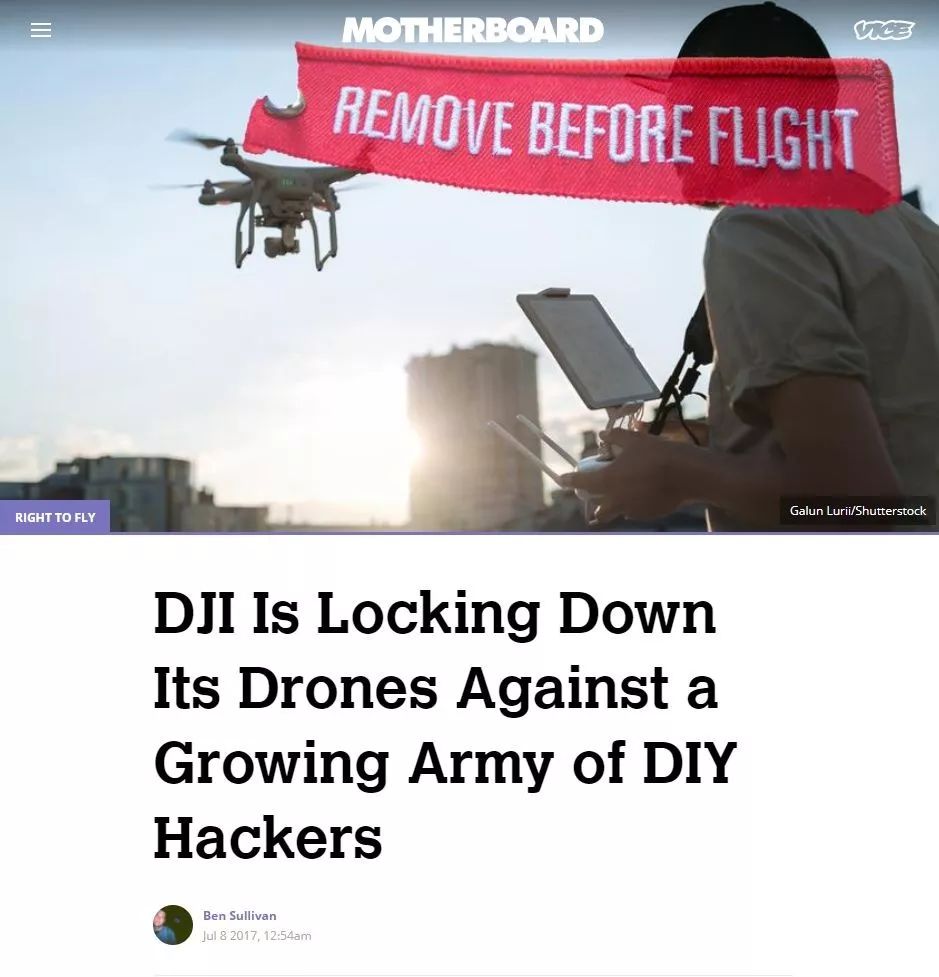 MOTHERBOARD
VICE
REMOVE BEFORE FLIGHT
RIGHT TO FLY
Galun Lurii/Shutterstock
DJI Is Locking Down
Its Drones Against a
Growing Army of DIY
Hackers
Ben Sullivan
Jul 8 2017, 12:54am